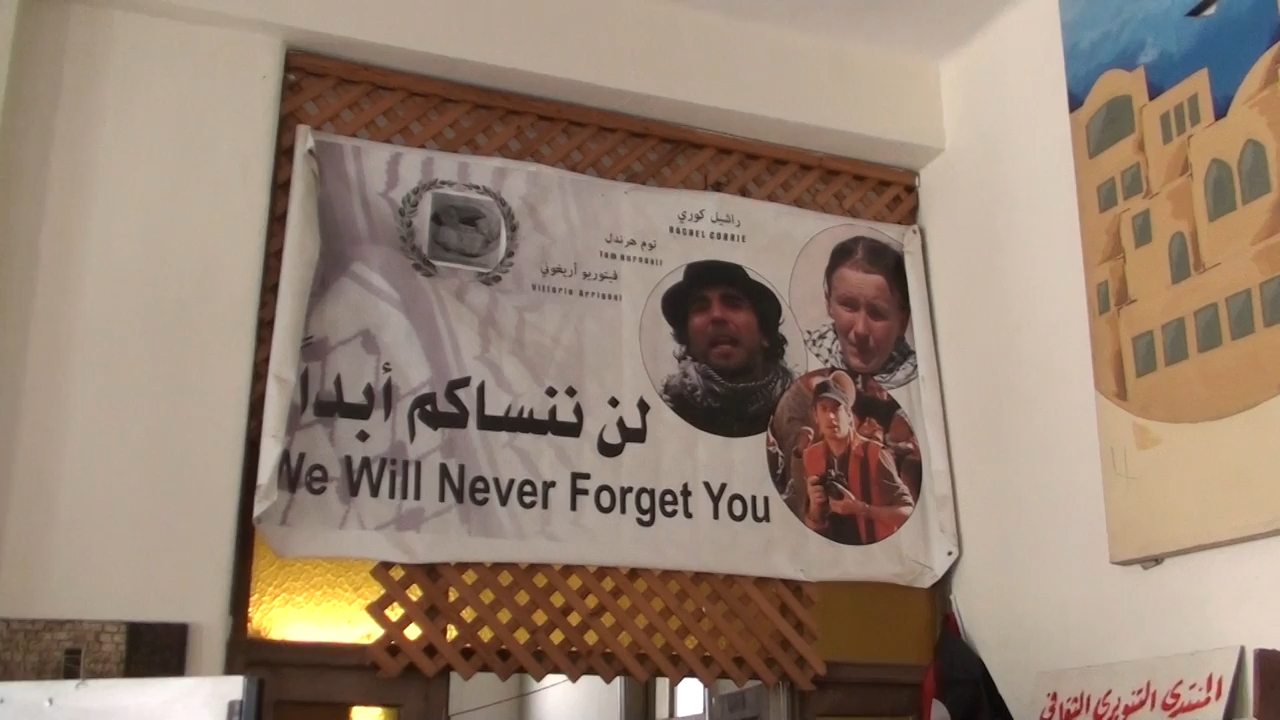 راشيل كوري
RACHEL CORRIE
توم هرندل
Tom Hurndall
فيتوريو أريغوني
Vittorio Arrigoni
لن ننساكم أبداً
We Will Never Forget You
المنتدى التنويري الثقافي